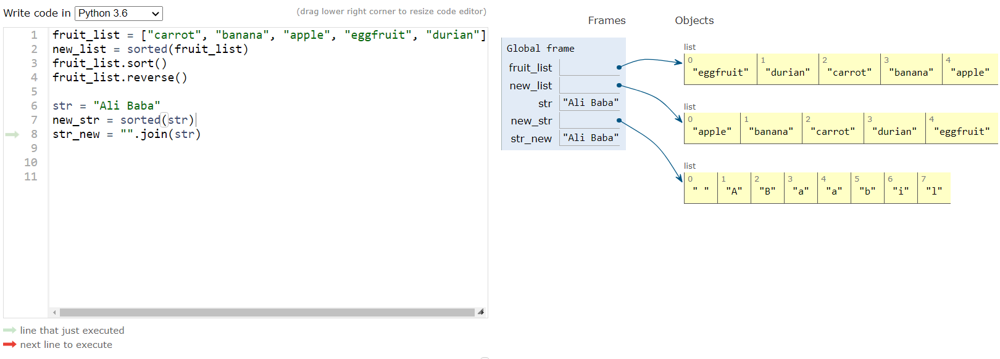 Write code in Python 3.6
(drag lower right corner to resize code editor)
1 fruit_list = ["carrot", "banana", "apple", "eggfruit", "durian"]
2 new_list = sorted(fruit_list)
3 fruit_list.sort()
4 fruit_list.reverse()
5
6 str = "Ali Baba"
7 new_str = sorted(str)
8 str_new = "".join(str)
9
10
11
line that just executed
next line to execute
Frames Objects
Global frame
fruit_list
new_list
str "Ali Baba"
new_str
str_new "Ali Baba"
list
0 1 2 3 4
"eggfruit" "durian" "carrot" "banana" "apple"
list
0 1 2 3 4
"apple" "banana" "carrot" "durian" "eggfruit"
list
0 1 2 3 4 5 6 7
" " "A" "B" "a" "a" "b" "i" "l"